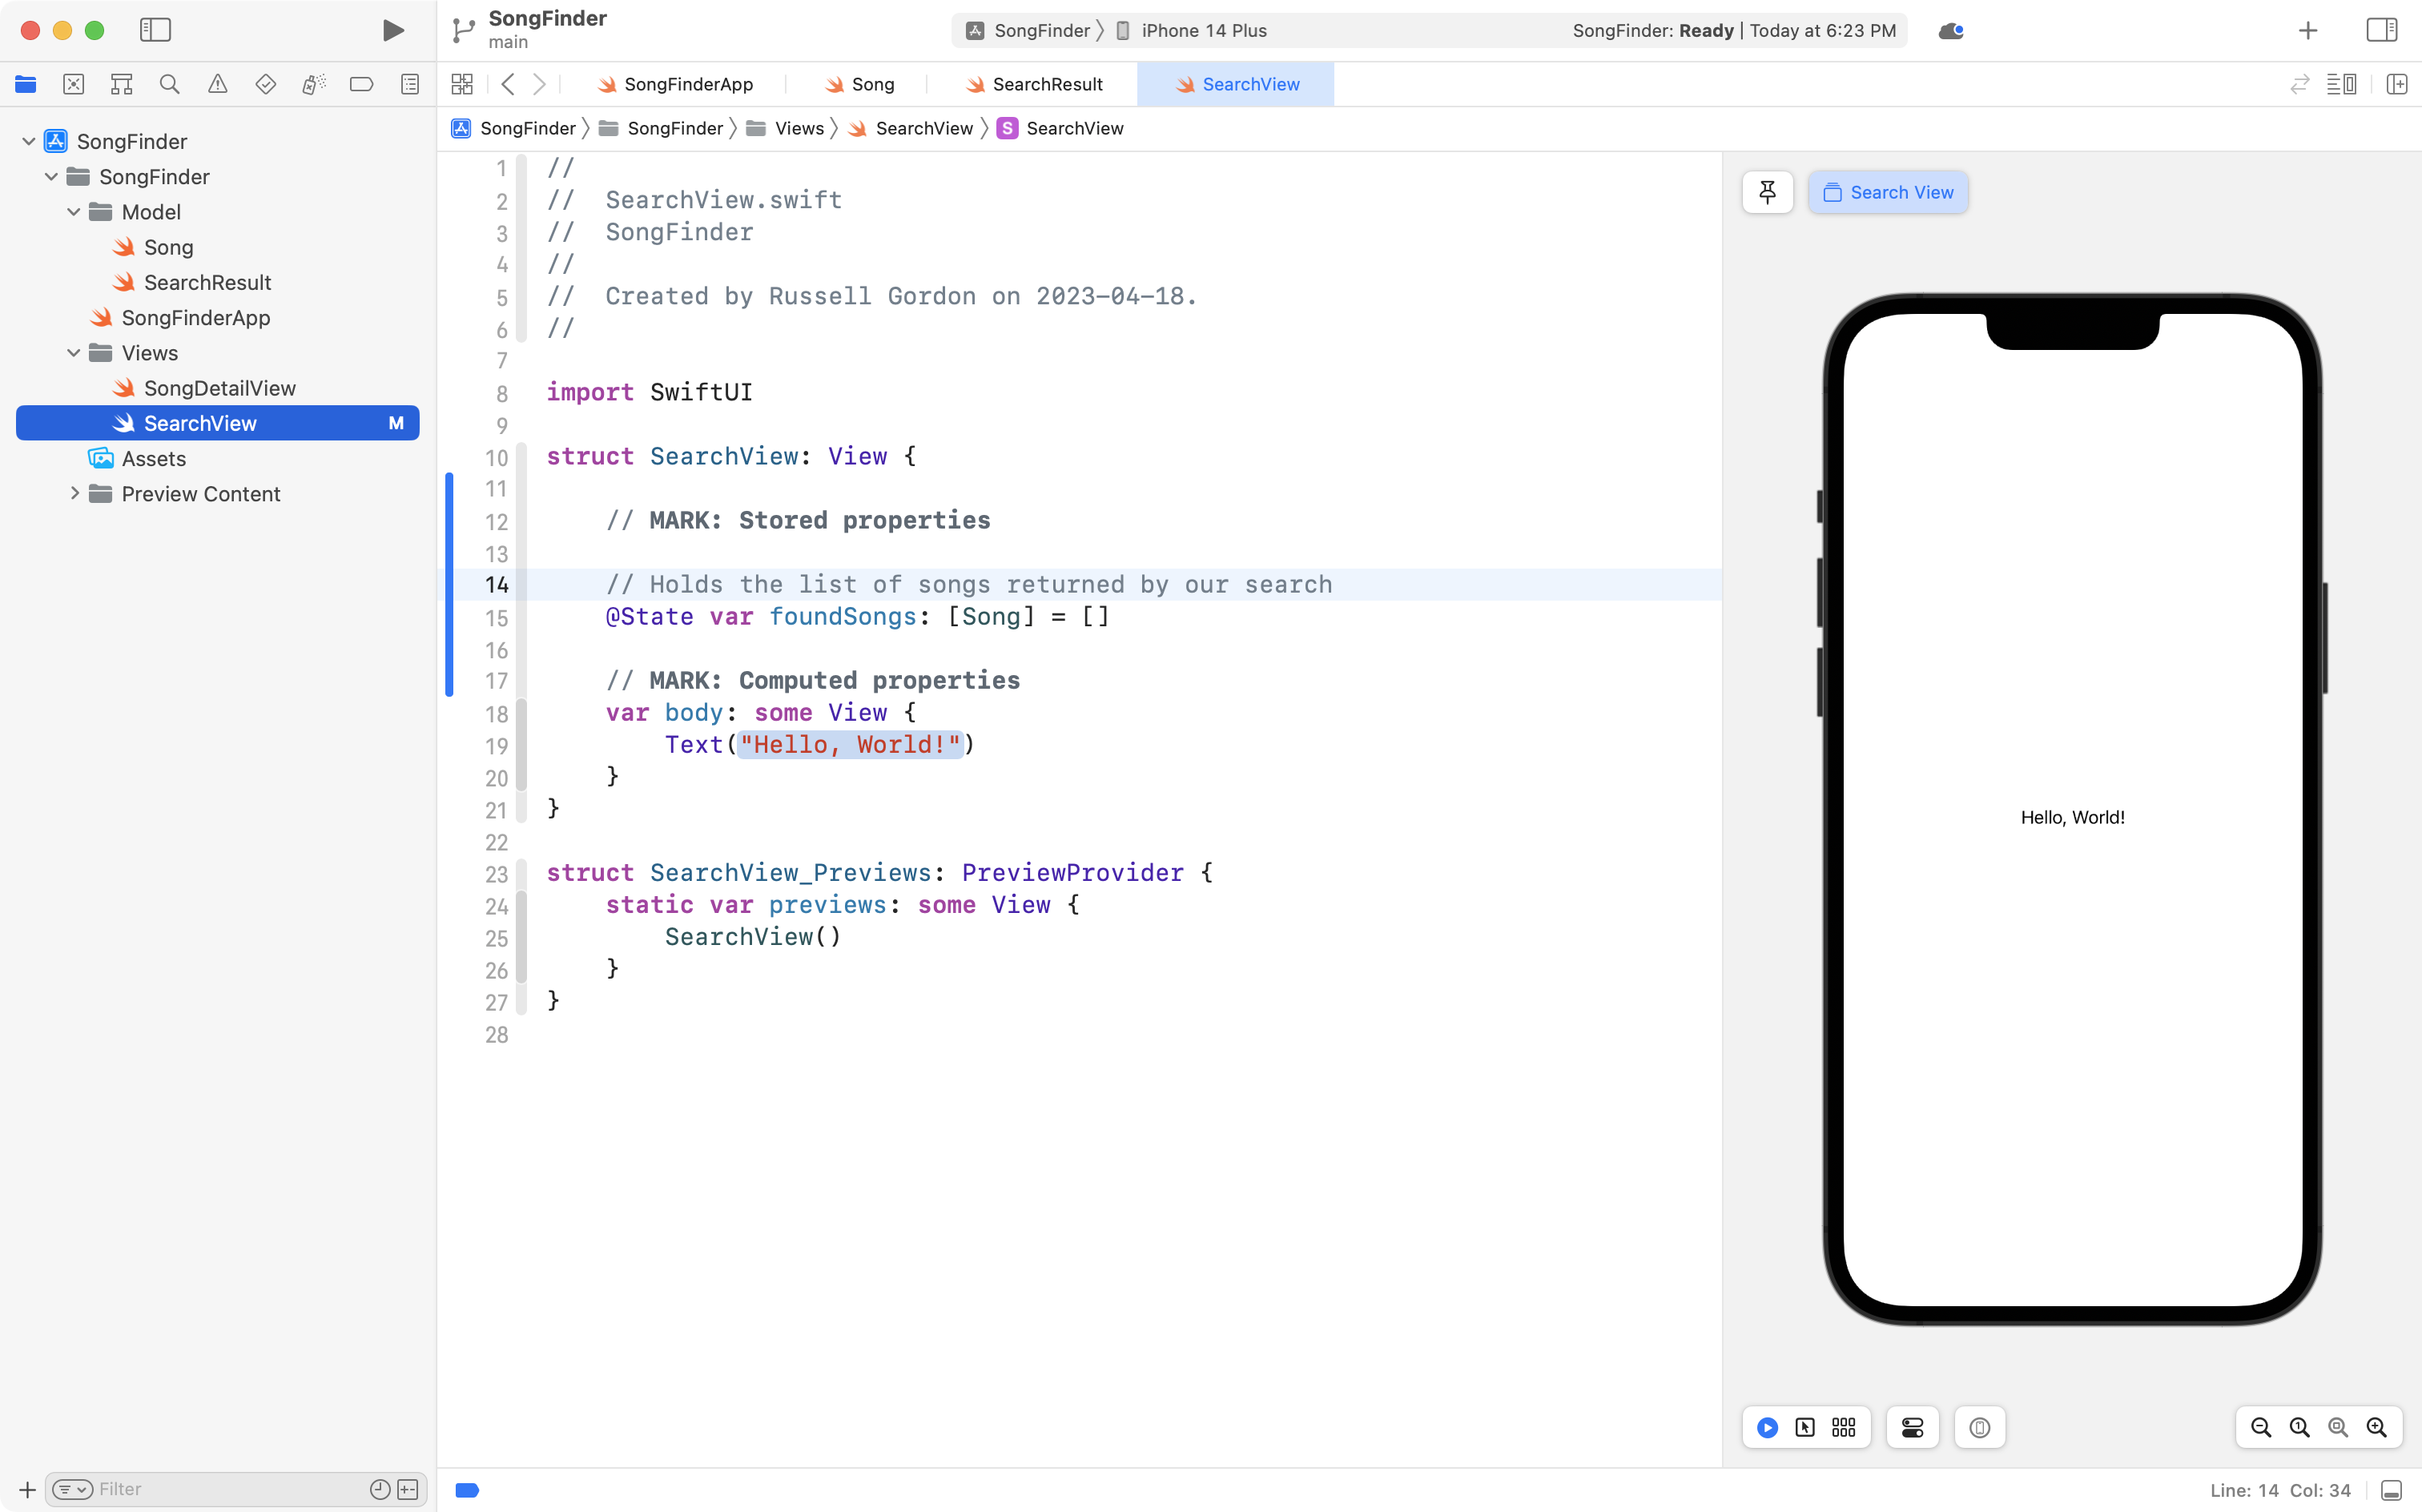 SongFinder
main
SongFinder
iPhone 14 Plus
SongFinder: Ready | Today at 6:23 PM
SongFinderApp
Song
SearchResult
SearchView
SongFinder
SongFinder
Views
SearchView
S
SearchView
SongFinder
SongFinder
Model
Song
SearchResult
SongFinderApp
Views
SongDetailView
SearchView M
Assets
Preview Content
1 //
2 //  SearchView.swift
3 //  SongFinder
4 //
5 //  Created by Russell Gordon on 2023-04-18.
6 //
7
8 import SwiftUI
9
10 struct SearchView: View {
11
12     // MARK: Stored properties
13
14     // Holds the list of songs returned by our search
15     @State var foundSongs: [Song] = []
16
17     // MARK: Computed properties
18     var body: some View {
19         Text("Hello, World!")
20     }
21 }
22
23 struct SearchView_Previews: PreviewProvider {
24     static var previews: some View {
25         SearchView()
26     }
27 }
28
Search View
Hello, World!
Filter
Line: 14 Col: 34